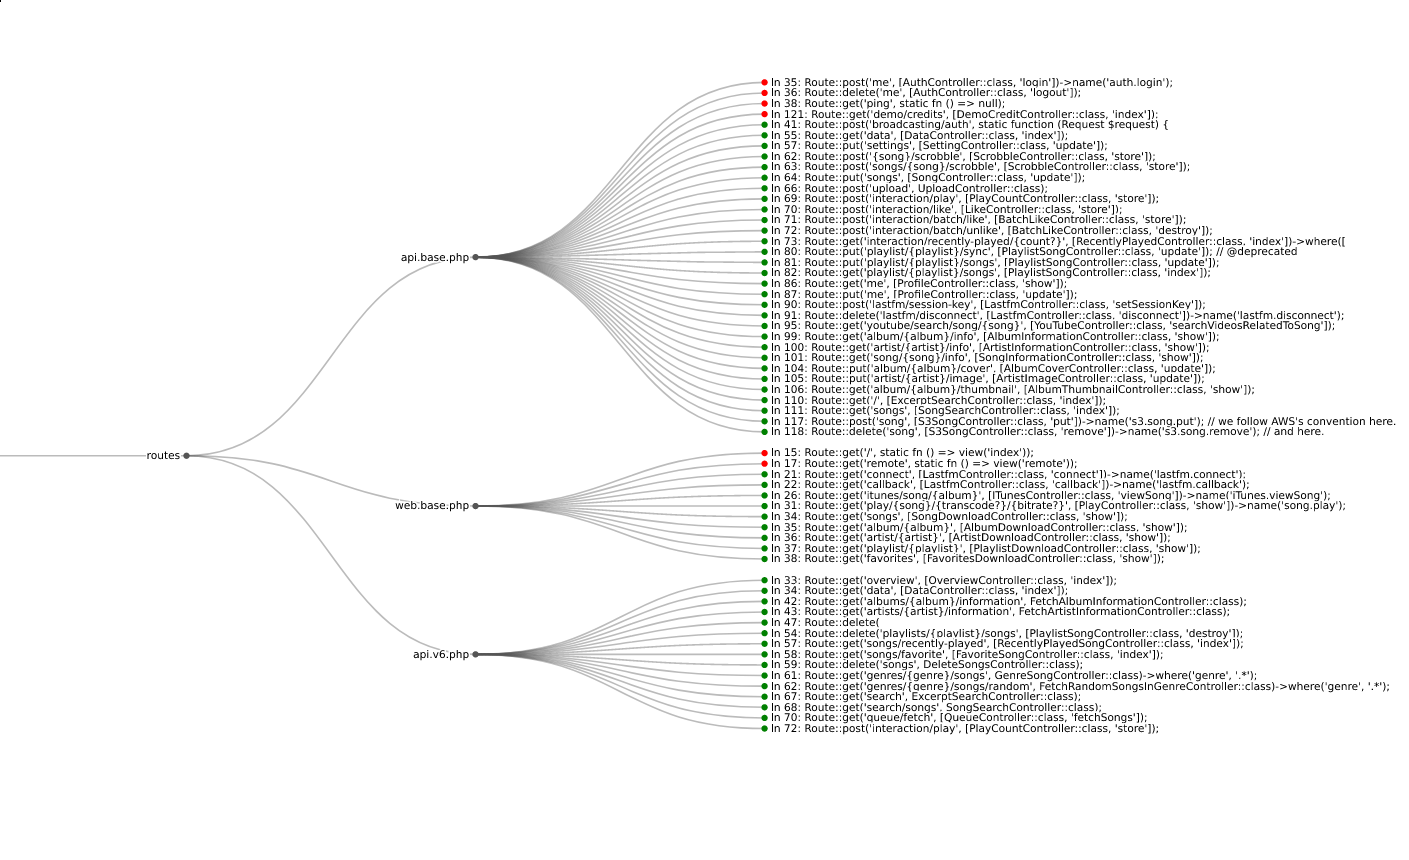 ln 35: Route::post('me', [AuthController::class, 'login'])->name('auth.login');
ln 36: Route::delete('me', [AuthController::class, 'logout']);
ln 38: Route::get('ping', static fn () => null);
ln 121: Route::get('demo/credits', [DemoCreditController::class, 'index']);
ln 41: Route::post('broadcasting/auth', static function (Request $request) {
ln 55: Route::get('data', [DataController::class, 'index']);
ln 57: Route::put('settings', [SettingController::class, 'update']);
ln 62: Route::post('{song}/scrobble', [ScrobbleController::class, 'store']);
ln 63: Route::post('songs/{song}/scrobble', [ScrobbleController::class, 'store']);
ln 64: Route::put('songs', [SongController::class, 'update']);
ln 66: Route::post('upload', UploadController::class);
ln 69: Route::post('interaction/play', [PlayCountController::class, 'store']);
ln 70: Route::post('interaction/like', [LikeController::class, 'store']);
ln 71: Route::post('interaction/batch/like', [BatchLikeController::class, 'store']);
ln 72: Route::post('interaction/batch/unlike', [BatchLikeController::class, 'destroy']);
ln 73: Route::get('interaction/recently-played/{count?}', [RecentlyPlayedController::class, 'index'])->where([
ln 80: Route::put('playlist/{playlist}/sync', [PlaylistSongController::class, 'update']); // @deprecated
api.base.php
ln 81: Route::put('playlist/{playlist}/songs', [PlaylistSongController::class, 'update']);
ln 82: Route::get('playlist/{playlist}/songs', [PlaylistSongController::class, 'index']);
ln 86: Route::get('me', [ProfileController::class, 'show']);
ln 87: Route::put('me', [ProfileController::class, 'update']);
ln 90: Route::post('lastfm/session-key', [LastfmController::class, 'setSessionKey']);
ln 91: Route::delete('lastfm/disconnect', [LastfmController::class, 'disconnect'])->name('lastfm.disconnect');
ln 95: Route::get('youtube/search/song/{song}', [YouTubeController::class, 'searchVideosRelatedToSong']);
ln 99: Route::get('album/{album}/info', [AlbumInformationController::class, 'show']);
ln 100: Route::get('artist/{artist}/info', [ArtistInformationController::class, 'show']);
ln 101: Route::get('song/{song}/info', [SongInformationController::class, 'show']);
ln 104: Route::put('album/{album}/cover', [AlbumCoverController::class, 'update']);
ln 105: Route::put('artist/{artist}/image', [ArtistImageController::class, 'update']);
ln 106: Route::get('album/{album}/thumbnail', [AlbumThumbnailController::class, 'show']);
ln 110: Route::get('/', [ExcerptSearchController::class, 'index']);
ln 111: Route::get('songs', [SongSearchController::class, 'index']);
ln 117: Route::post('song', [S3SongController::class, 'put'])->name('s3.song.put'); // we follow AWS's convention here.
ln 118: Route::delete('song', [S3SongController::class, 'remove'])->name('s3.song.remove'); // and here.
routes
ln 15: Route::get('/', static fn () => view('index'));
ln 17: Route::get('remote', static fn () => view('remote'));
ln 21: Route::get('connect', [LastfmController::class, 'connect'])->name('lastfm.connect');
ln 22: Route::get('callback', [LastfmController::class, 'callback'])->name('lastfm.callback');
ln 26: Route::get('itunes/song/{album}', [ITunesController::class, 'viewSong'])->name('iTunes.viewSong');
web.base.php
ln 31: Route::get('play/{song}/{transcode?}/{bitrate?}', [PlayController::class, 'show'])->name('song.play');
ln 34: Route::get('songs', [SongDownloadController::class, 'show']);
ln 35: Route::get('album/{album}', [AlbumDownloadController::class, 'show']);
ln 36: Route::get('artist/{artist}', [ArtistDownloadController::class, 'show']);
ln 37: Route::get('playlist/{playlist}', [PlaylistDownloadController::class, 'show']);
ln 38: Route::get('favorites', [FavoritesDownloadController::class, 'show']);
ln 33: Route::get('overview', [OverviewController::class, 'index']);
ln 34: Route::get('data', [DataController::class, 'index']);
ln 42: Route::get('albums/{album}/information', FetchAlbumInformationController::class);
ln 43: Route::get('artists/{artist}/information', FetchArtistInformationController::class);
ln 47: Route::delete(
ln 54: Route::delete('playlists/{playlist}/songs', [PlaylistSongController::class, 'destroy']);
ln 57: Route::get('songs/recently-played', [RecentlyPlayedSongController::class, 'index']);
api.v6.php
ln 58: Route::get('songs/favorite', [FavoriteSongController::class, 'index']);
ln 59: Route::delete('songs', DeleteSongsController::class);
ln 61: Route::get('genres/{genre}/songs', GenreSongController::class)->where('genre', '.*');
ln 62: Route::get('genres/{genre}/songs/random', FetchRandomSongsInGenreController::class)->where('genre', '.*');
ln 67: Route::get('search', ExcerptSearchController::class);
ln 68: Route::get('search/songs', SongSearchController::class);
ln 70: Route::get('queue/fetch', [QueueController::class, 'fetchSongs']);
ln 72: Route::post('interaction/play', [PlayCountController::class, 'store']);